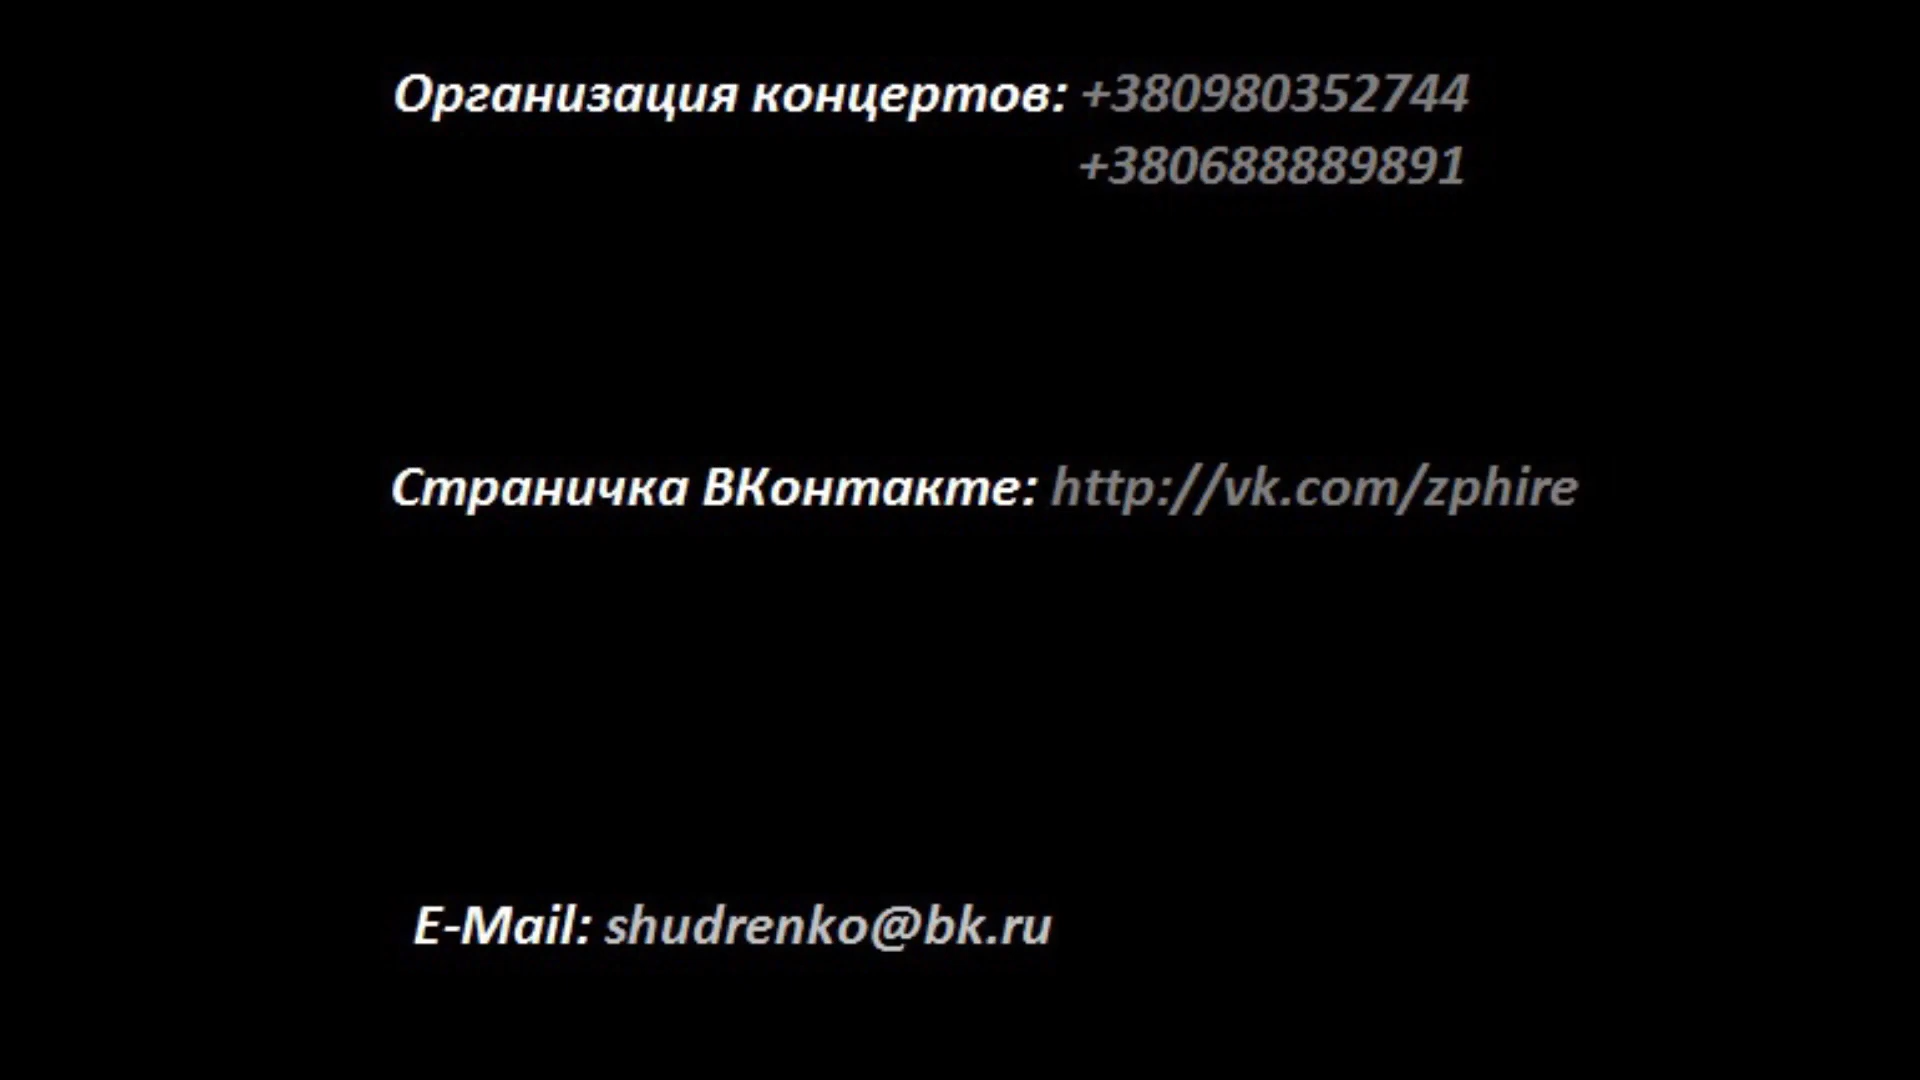 Организация концертов: +380980352744
+380688889891
Страничка ВКонтакте: http://vk.com/zphire
E-Mail: shudrenko@bk.ru